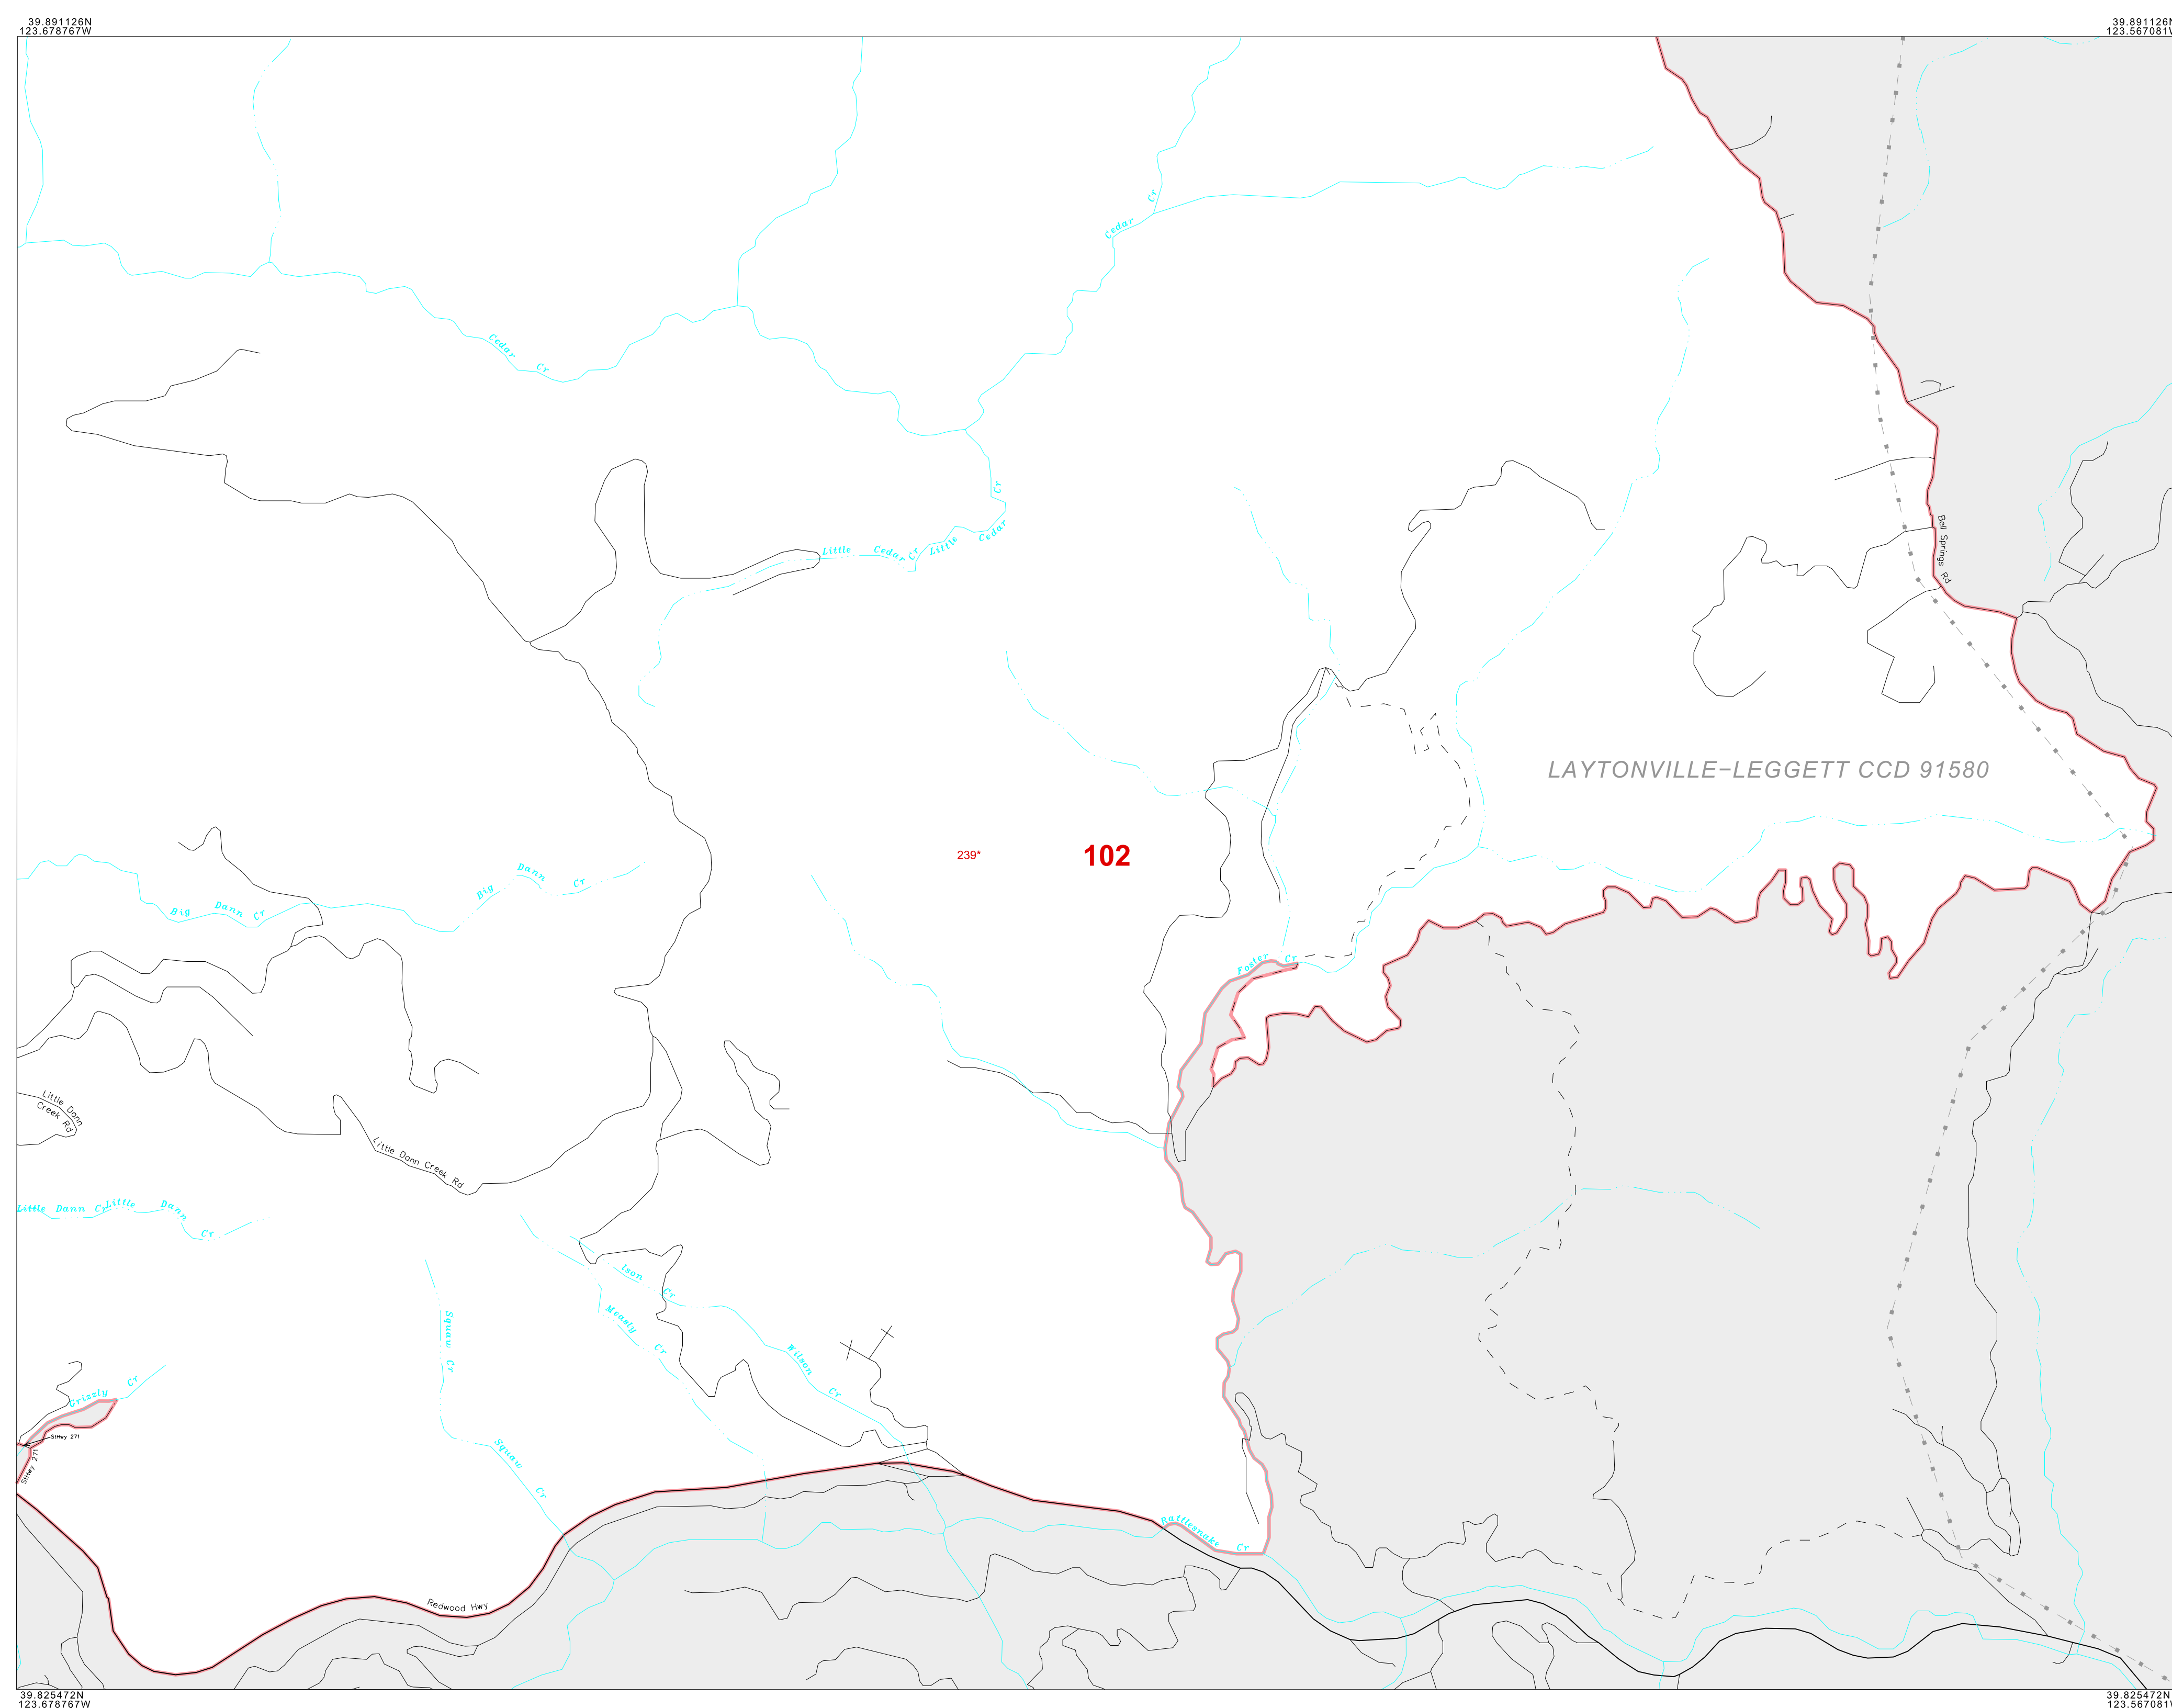 39.891126N
123.678767W
39.891126N
123.567081W
Cedar Cr
Cedar Cr
Little Cedar Cr
Little Cedar Cr
Bell Springs Rd
LAYTONVILLE-LEGGETT CCD 91580
239*
102
Big Dann Cr
Big Dann Cr
Foster Cr
Little Dann Creek Rd
Little Dann Creek Rd
Little Dann Cr
Little Dann Cr
Ison Cr
Measly Cr
Squaw Cr
Wilson Cr
Grizzly Cr
StHwy 271
StHwy 271
Squaw Cr
Rattlesnake Cr
Redwood Hwy
39.825472N
123.678767W
39.825472N
123.567081W